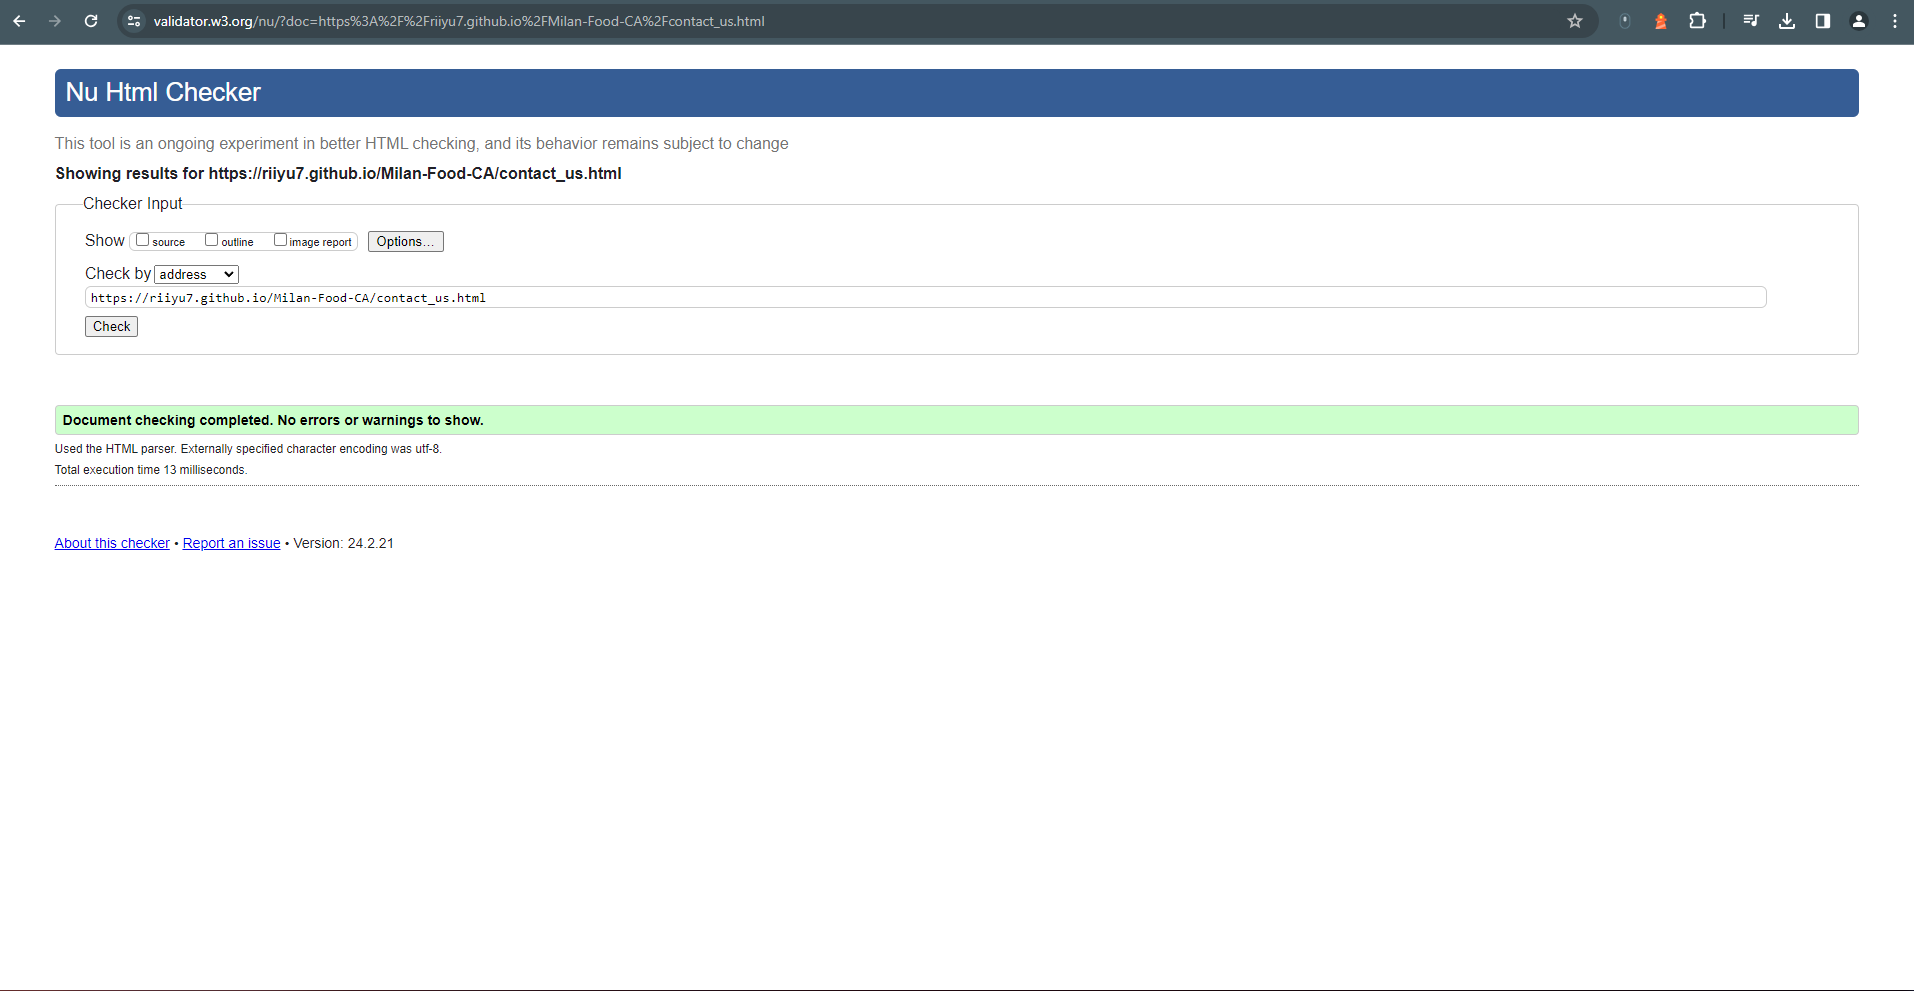 validator.w3.org/nu/?doc=https%3A%2F%2Friiyu7.github.io%2FMilan-Food-CA%2Fcontact_us.html
Nu Html Checker
This tool is an ongoing experiment in better HTML checking, and its behavior remains subject to change
Showing results for https://riiyu7.github.io/Milan-Food-CA/contact_us.html
Checker Input
Show source outline image report Options...
Check by address
https://riiyu7.github.io/Milan-Food-CA/contact_us.html
Check
Document checking completed. No errors or warnings to show.
Used the HTML parser. Externally specified character encoding was utf-8.
Total execution time 13 milliseconds.
About this checker • Report an issue • Version: 24.2.21